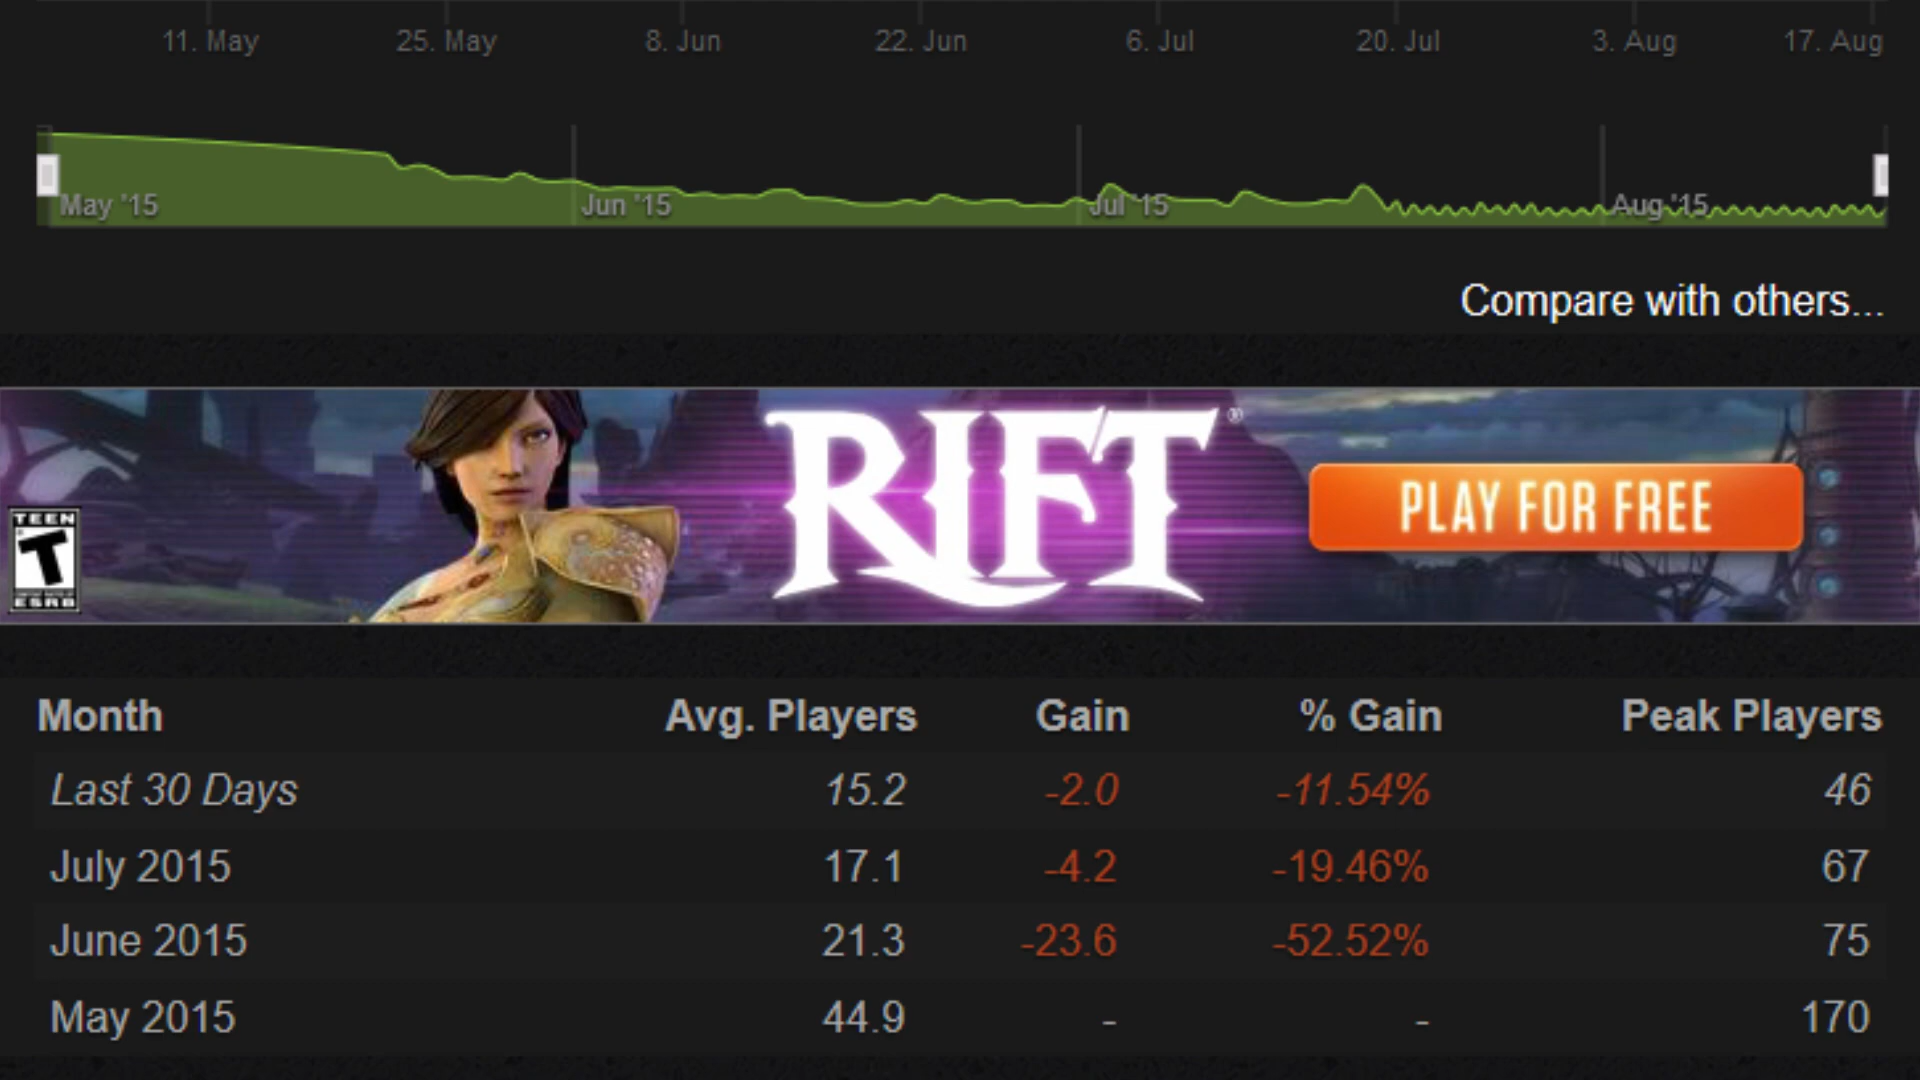 11. May 25. May 8. Jun 22. Jun 6. Jul 20. Jul 3. Aug 17. Aug
May '15 Jun '15 Jul '15 Aug '15
Compare with others...
RIFT®
PLAY FOR FREE
TEEN
T
ESRB
Month Avg. Players Gain % Gain Peak Players
Last 30 Days 15.2 -2.0 -11.54% 46
July 2015 17.1 -4.2 -19.46% 67
June 2015 21.3 -23.6 -52.52% 75
May 2015 44.9 - - 170